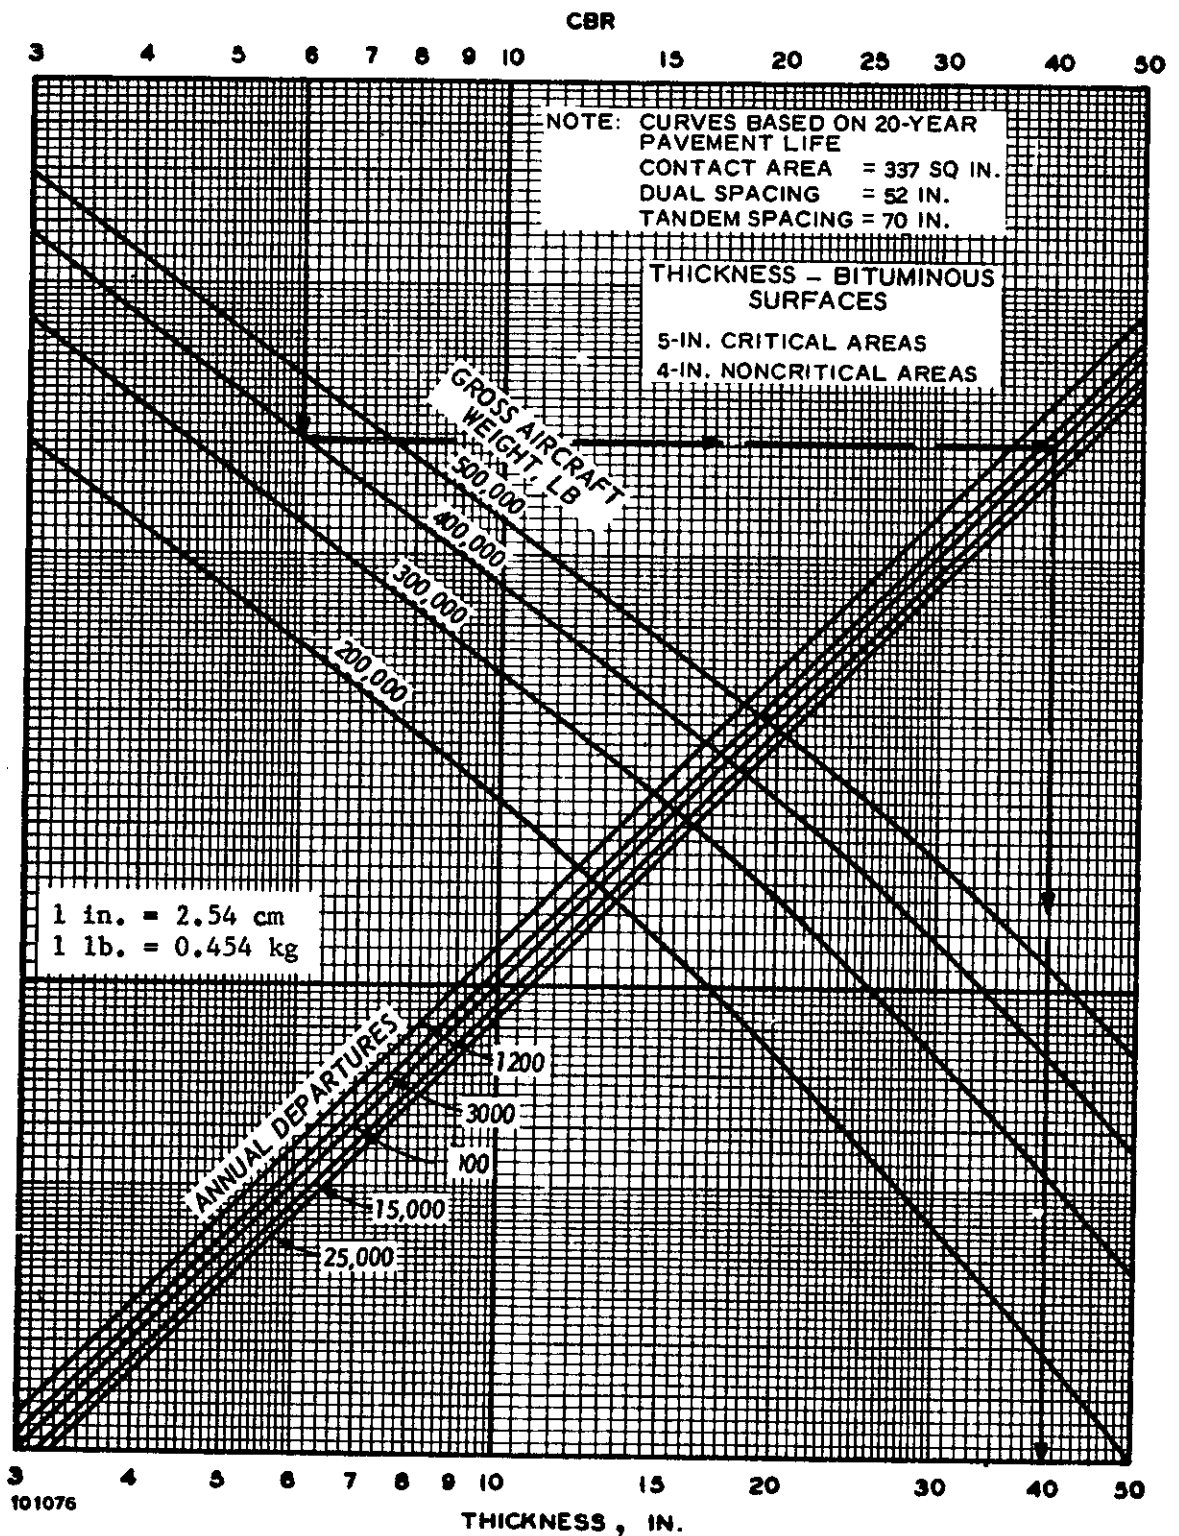 CBR
3 4 5 6 7 8 9 10 15 20 25 30 40 50
NOTE: CURVES BASED ON 20-YEAR
PAVEMENT LIFE
CONTACT AREA = 337 SQ IN.
DUAL SPACING = 52 IN.
TANDEM SPACING = 70 IN.
THICKNESS – BITUMINOUS
SURFACES
5-IN. CRITICAL AREAS
4-IN. NONCRITICAL AREAS
GROSS AIRCRAFT
WEIGHT, LB
500,000
400,000
300,000
200,000
1 in. = 2.54 cm
1 lb. = 0.454 kg
ANNUAL DEPARTURES
1200
3000
15,000
25,000
3 4 5 6 7 8 9 10 15 20 30 40 50
101076
THICKNESS, IN.